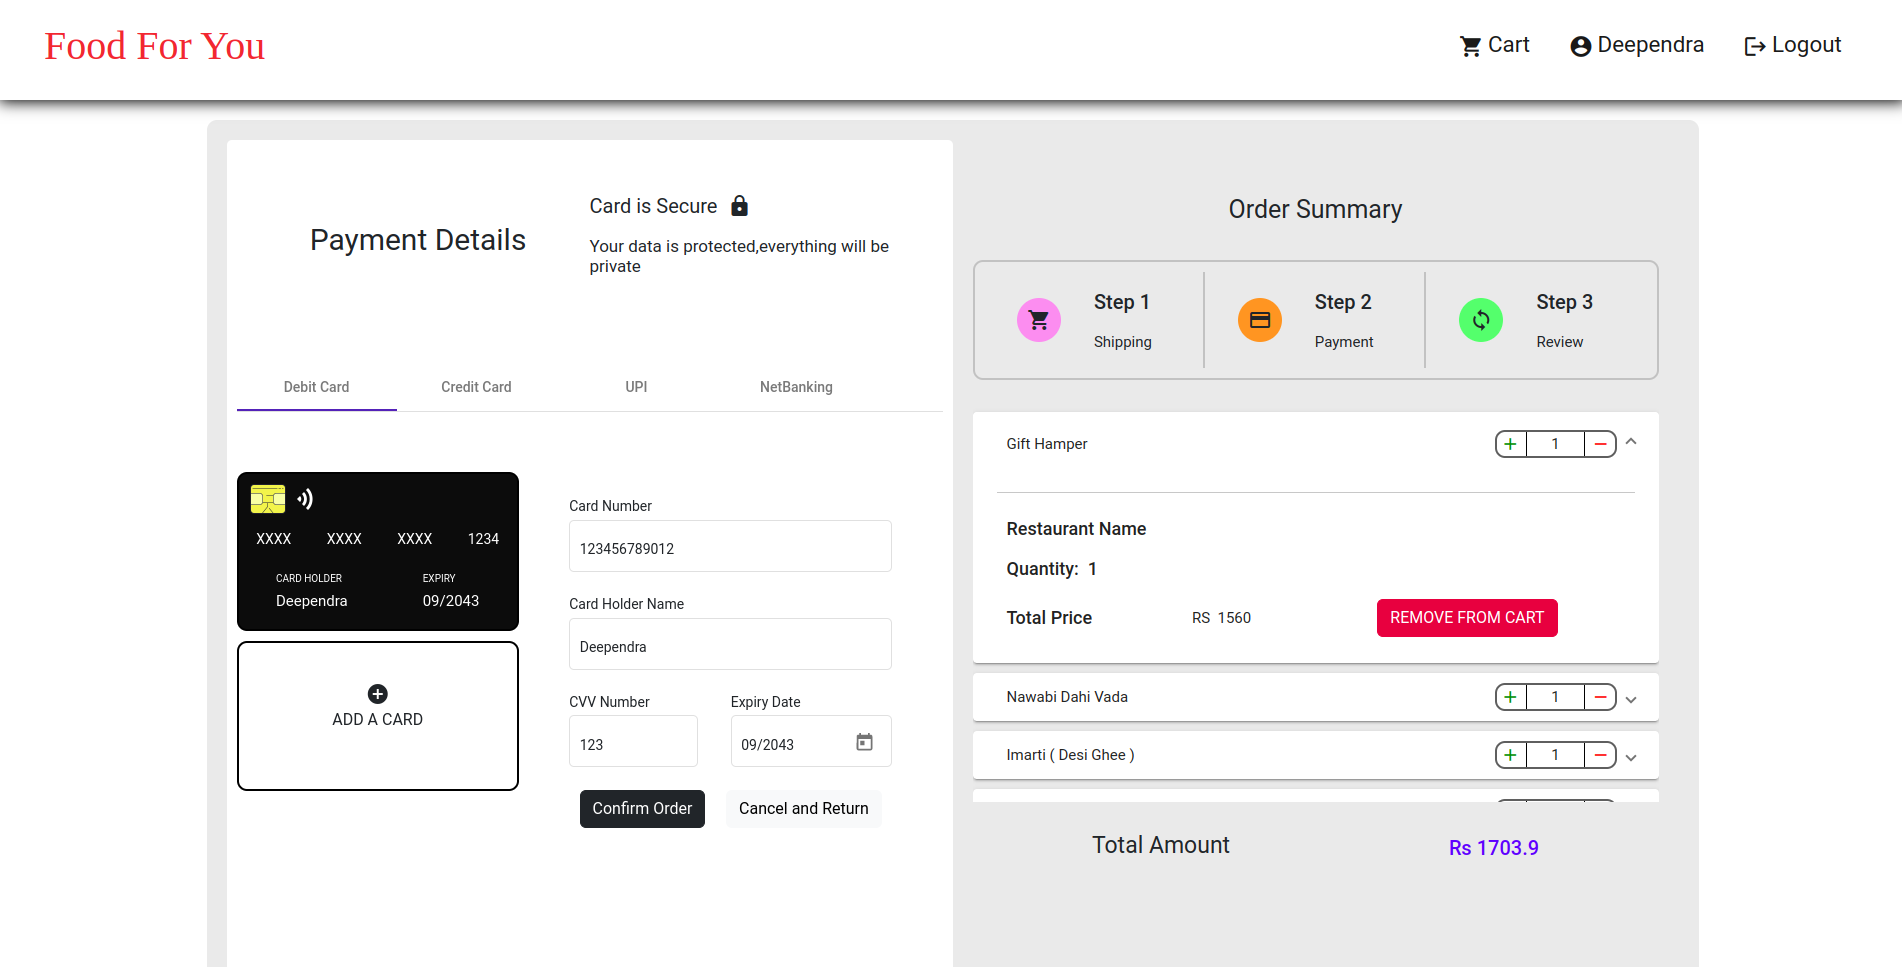 Food For You
Cart
Deependra
Logout
Payment Details
Card is Secure
Your data is protected,everything will be
private
Debit Card
Credit Card
UPI
NetBanking
XXXX XXXX XXXX 1234
CARD HOLDER
EXPIRY
Deependra
09/2043
ADD A CARD
Card Number
123456789012
Card Holder Name
Deependra
CVV Number
Expiry Date
123
09/2043
Confirm Order
Cancel and Return
Order Summary
Step 1
Shipping
Step 2
Payment
Step 3
Review
Gift Hamper
+ 1 −
Restaurant Name
Quantity: 1
Total Price
RS 1560
REMOVE FROM CART
Nawabi Dahi Vada
+ 1 −
Imarti ( Desi Ghee )
+ 1 −
Total Amount
Rs 1703.9